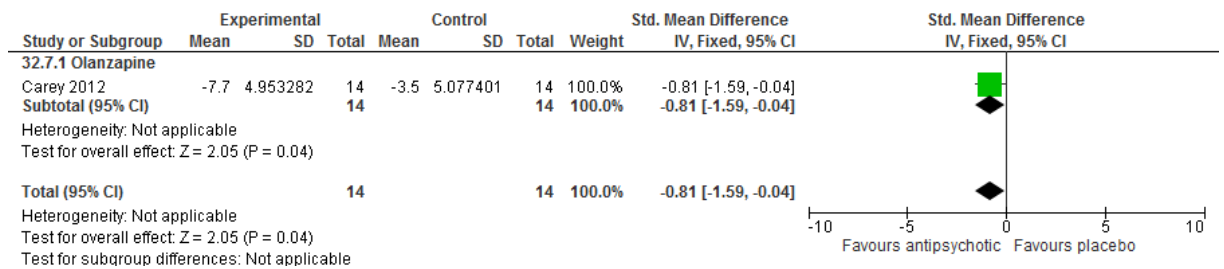 Experimental Control Std. Mean Difference Std. Mean Difference
Study or Subgroup Mean SD Total Mean SD Total Weight IV, Fixed, 95% CI IV, Fixed, 95% CI
32.7.1 Olanzapine
Carey 2012 -7.7 4.953282 14 -3.5 5.077401 14 100.0% -0.81 [-1.59, -0.04]
Subtotal (95% CI) 14 14 100.0% -0.81 [-1.59, -0.04]
Heterogeneity: Not applicable
Test for overall effect: Z = 2.05 (P = 0.04)
Total (95% CI) 14 14 100.0% -0.81 [-1.59, -0.04]
Heterogeneity: Not applicable
Test for overall effect: Z = 2.05 (P = 0.04)
Test for subgroup differences: Not applicable
-10 -5 0 5 10
Favours antipsychotic Favours placebo